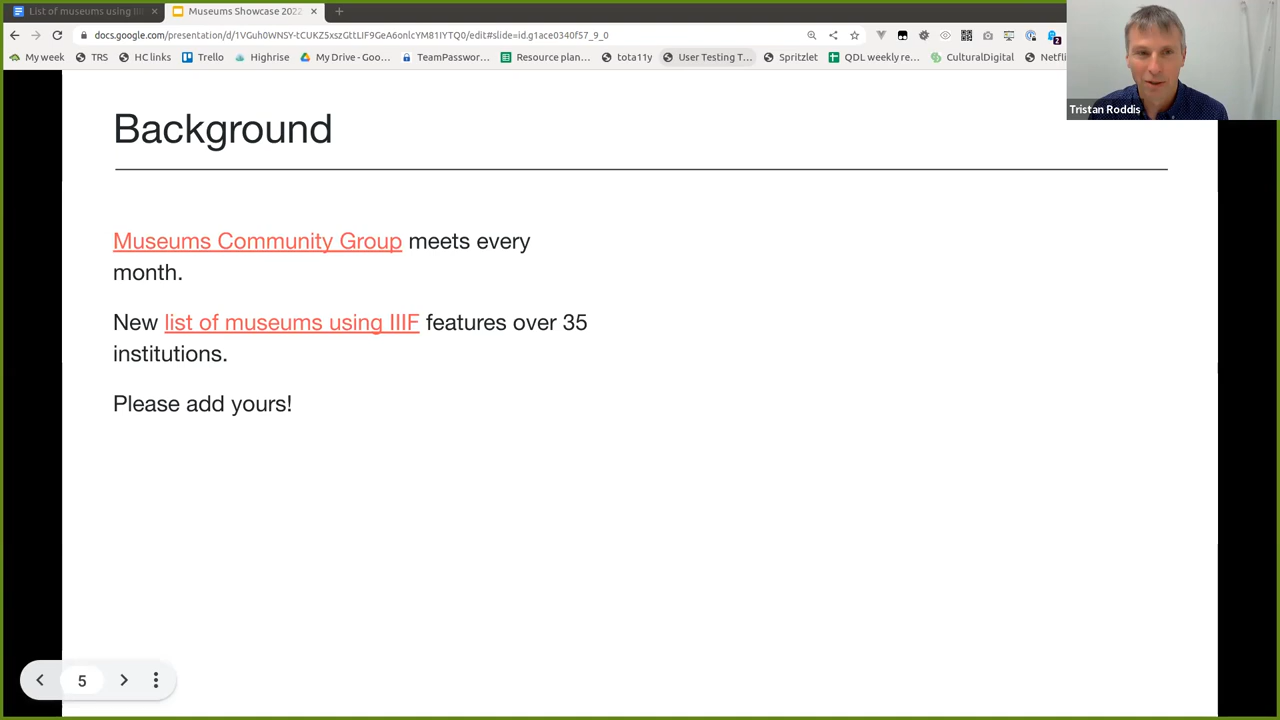 List of museums using III
Museums Showcase 2022
docs.google.com/presentation/d/1VGuh0WNSY-tCUKZ5xszGttLIF9GeA6onlcYM81IYTQ0/edit#slide=id.g1ace0340f57_9_0
My week
TRS
HC links
Trello
Highrise
My Drive - Goo...
TeamPasswor...
Resource plan...
tota11y
User Testing T...
Spritzlet
QDL weekly re...
CulturalDigital
Netfli
Tristan Roddis
Background
Museums Community Group meets every
month.
New list of museums using IIIF features over 35
institutions.
Please add yours!
5